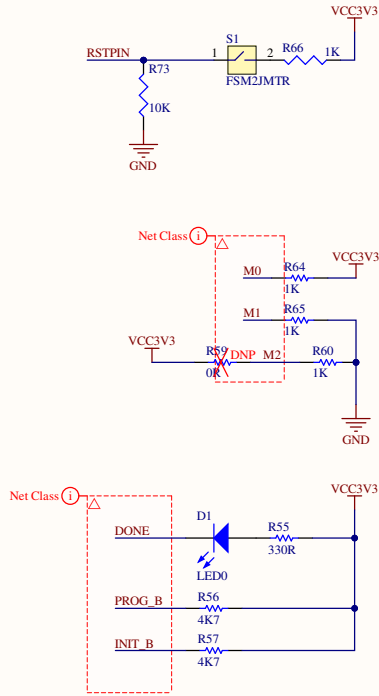 VCC3V3
S1
R66
1K
RSTPIN
1
2
R73
FSM2JMTR
10K
GND
Net Class i
M0
R64
VCC3V3
1K
M1
R65
1K
VCC3V3
R59
DNP
M2
R60
0R
1K
GND
VCC3V3
Net Class i
D1
DONE
R55
330R
LED0
PROG_B
R56
4K7
INIT_B
R57
4K7